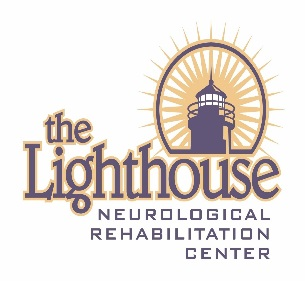 the
Lighthouse
NEUROLOGICAL
REHABILITATION
CENTER